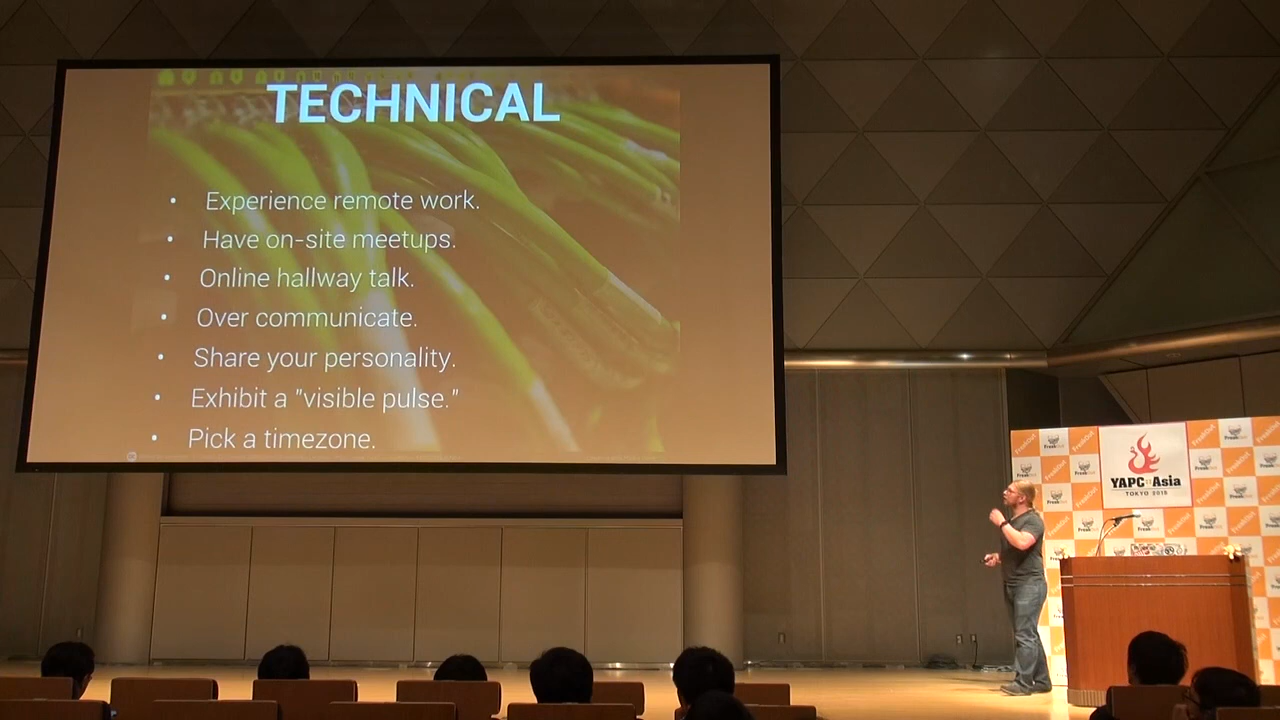 TECHNICAL
• Experience remote work.
• Have on-site meetups.
• Online hallway talk.
• Over communicate.
• Share your personality.
• Exhibit a "visible pulse."
• Pick a timezone.
YAPC::Asia
TOKYO 2015
FreakOut